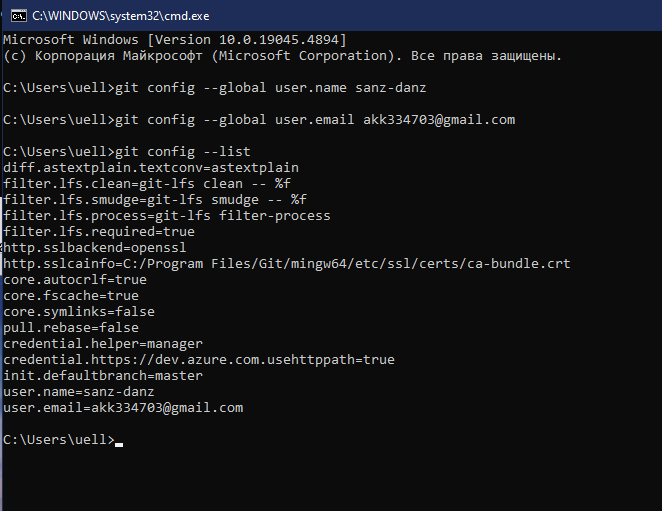 C:\WINDOWS\system32\cmd.exe
Microsoft Windows [Version 10.0.19045.4894]
(c) Корпорация Майкрософт (Microsoft Corporation). Все права защищены.
C:\Users\uell>git config --global user.name sanz-danz
C:\Users\uell>git config --global user.email akk334703@gmail.com
C:\Users\uell>git config --list
diff.astextplain.textconv=astextplain
filter.lfs.clean=git-lfs clean -- %f
filter.lfs.smudge=git-lfs smudge -- %f
filter.lfs.process=git-lfs filter-process
filter.lfs.required=true
http.sslbackend=openssl
http.sslcainfo=C:/Program Files/Git/mingw64/etc/ssl/certs/ca-bundle.crt
core.autocrlf=true
core.fscache=true
core.symlinks=false
pull.rebase=false
credential.helper=manager
credential.https://dev.azure.com.usehttppath=true
init.defaultbranch=master
user.name=sanz-danz
user.email=akk334703@gmail.com
C:\Users\uell>